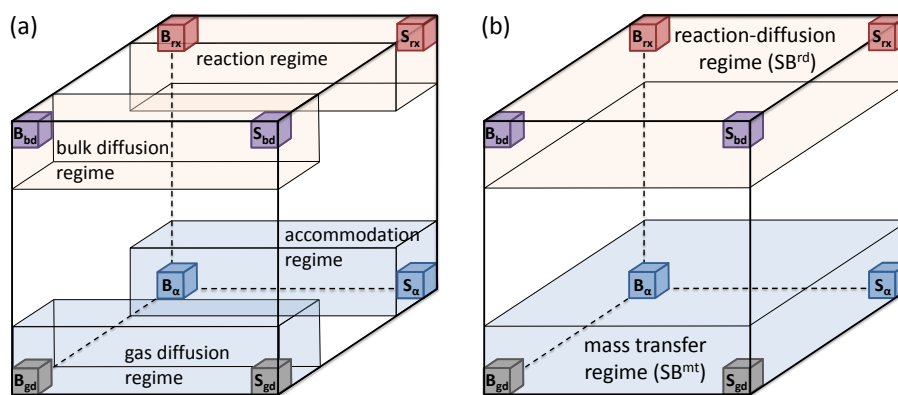 (a)
B_rx
S_rx
reaction regime
B_bd
S_bd
bulk diffusion
regime
accommodation
regime
B_α
S_α
gas diffusion
regime
B_gd
S_gd
(b)
B_rx
S_rx
reaction-diffusion
regime (SB^rd)
B_bd
S_bd
B_α
S_α
mass transfer
regime (SB^mt)
B_gd
S_gd